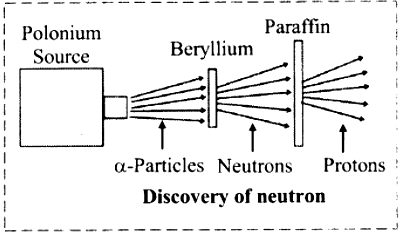 Polonium
Source
Beryllium
Paraffin
α-Particles
Neutrons
Protons
Discovery of neutron